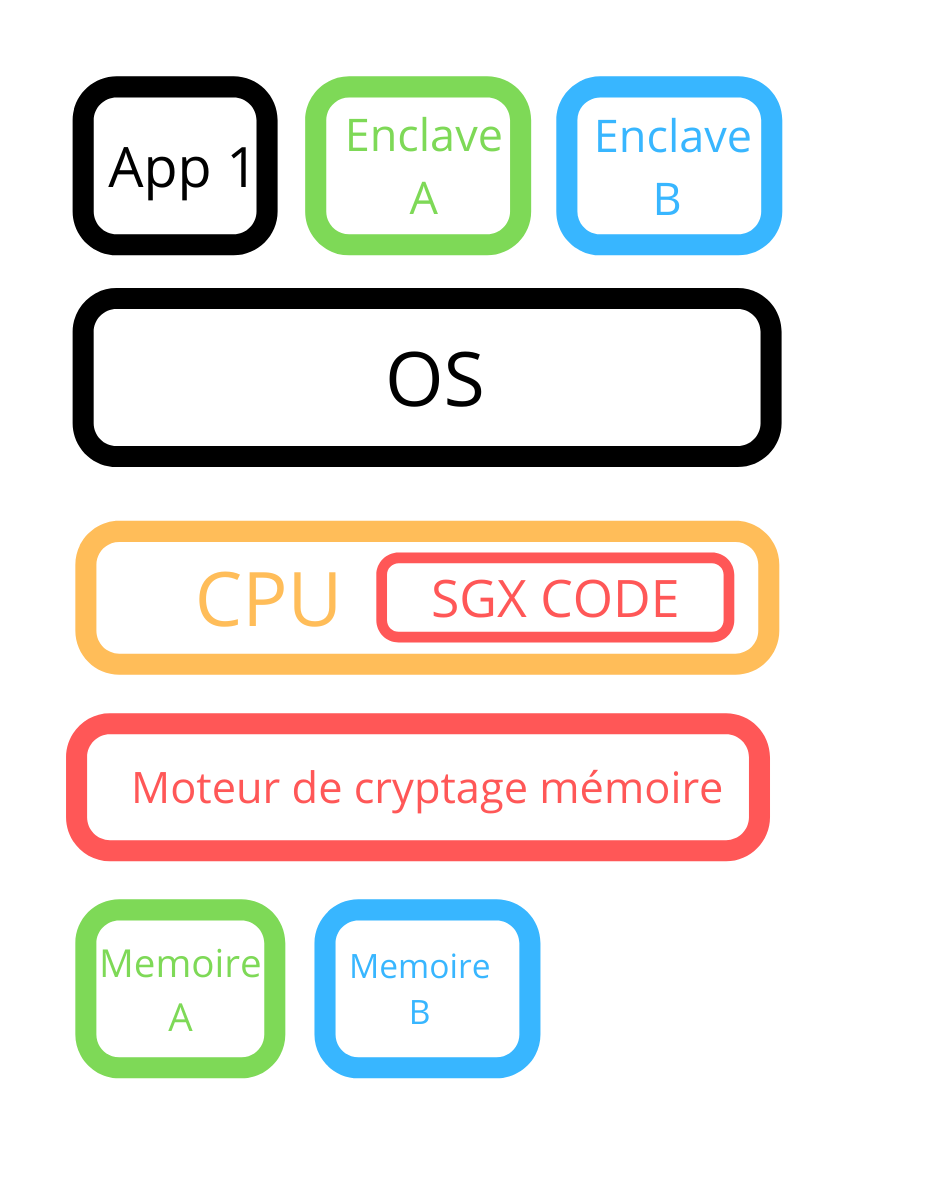 App 1
Enclave
A
Enclave
B
OS
CPU
SGX CODE
Moteur de cryptage mémoire
Memoire
A
Memoire
B